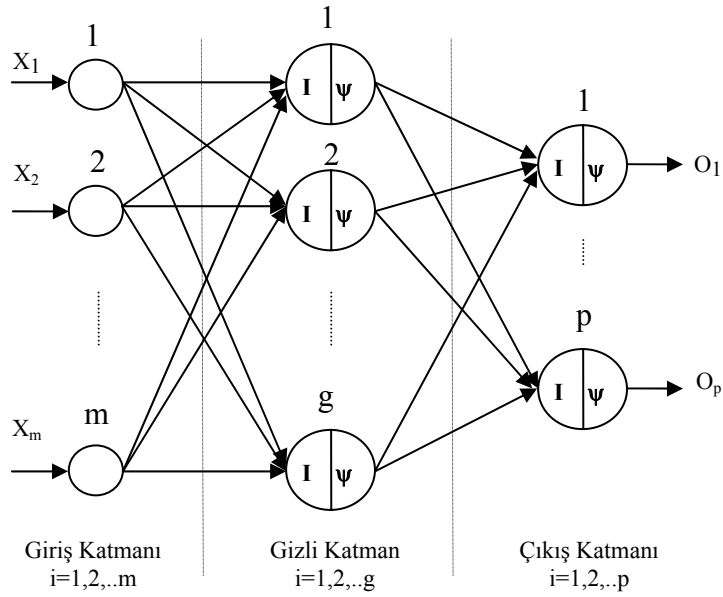 1
X1
I ψ
2
X2
I ψ
1
2
I ψ
O1
m
Xm
g
I ψ
p
I ψ
Op
Giriş Katmanı
i=1,2,..m
Gizli Katman
i=1,2,..g
Çıkış Katmanı
i=1,2,..p